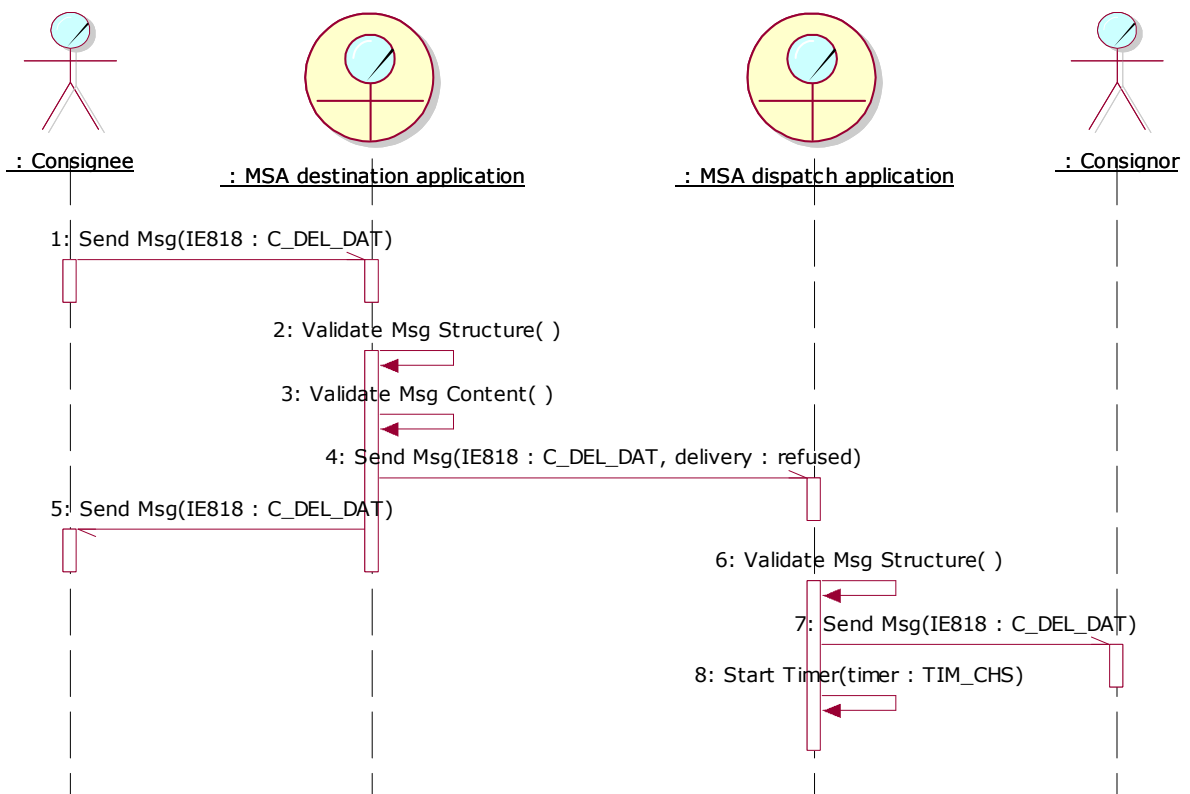 : Consignee
: MSA destination application
: MSA dispatch application
: Consignor
1: Send Msg(IE818 : C_DEL_DAT)
2: Validate Msg Structure( )
3: Validate Msg Content( )
4: Send Msg(IE818 : C_DEL_DAT, delivery : refused)
5: Send Msg(IE818 : C_DEL_DAT)
6: Validate Msg Structure( )
7: Send Msg(IE818 : C_DEL_DAT)
8: Start Timer(timer : TIM_CHS)